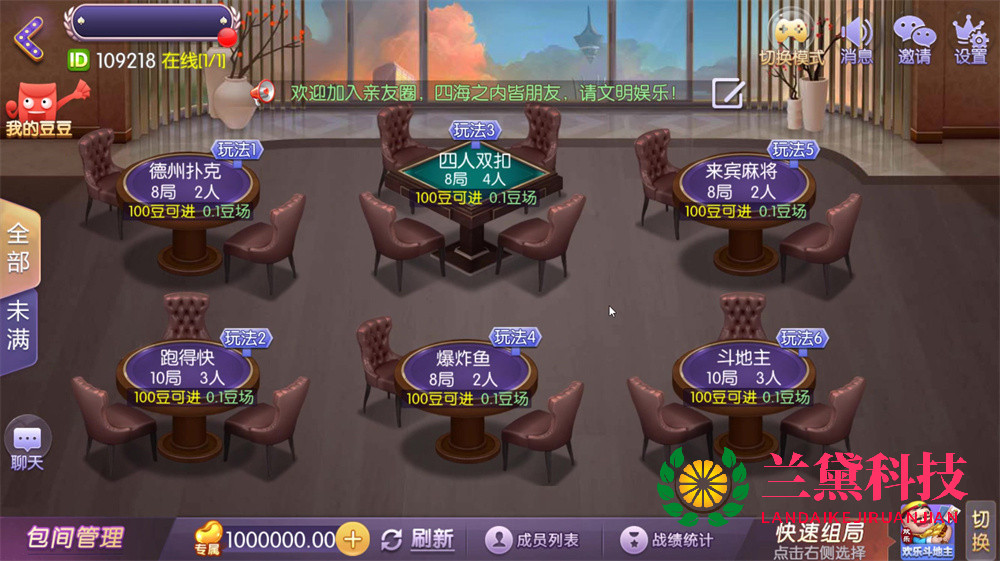 ID 109218 在线[1/1]
切换模式
消息
邀请
设置
欢迎加入亲友圈，四海之内皆朋友，请文明娱乐！
我的豆豆
玩法1
德州扑克
8局 2人
100豆可进 0.1豆场
玩法3
四人双扣
8局 4人
100豆可进 0.1豆场
玩法5
来宾麻将
8局 2人
100豆可进 0.1豆场
全部
未满
玩法2
跑得快
10局 3人
100豆可进 0.1豆场
玩法4
爆炸鱼
8局 2人
100豆可进 0.1豆场
玩法6
斗地主
10局 3人
100豆可进 0.1豆场
聊天
兰黛科技
LANDAIKEJIRUANJIAN
包间管理
专属
1000000.00
刷新
成员列表
战绩统计
快速组局
点击右侧选择
欢乐斗地主
切换